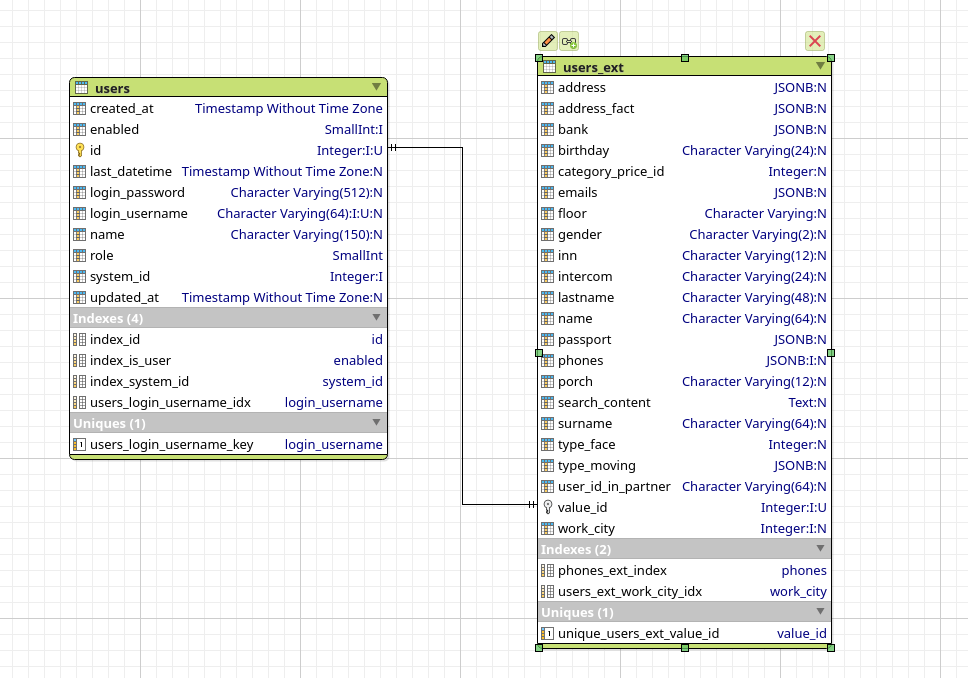 users
created_at Timestamp Without Time Zone
enabled SmallInt:I
id Integer:I:U
last_datetime Timestamp Without Time Zone:N
login_password Character Varying(512):N
login_username Character Varying(64):I:U:N
name Character Varying(150):N
role SmallInt
system_id Integer:I
updated_at Timestamp Without Time Zone:N
Indexes (4)
index_id id
index_is_user enabled
index_system_id system_id
users_login_username_idx login_username
Uniques (1)
users_login_username_key login_username
users_ext
address JSONB:N
address_fact JSONB:N
bank JSONB:N
birthday Character Varying(24):N
category_price_id Integer:N
emails JSONB:N
floor Character Varying:N
gender Character Varying(2):N
inn Character Varying(12):N
intercom Character Varying(24):N
lastname Character Varying(48):N
name Character Varying(64):N
passport JSONB:N
phones JSONB:I:N
porch Character Varying(12):N
search_content Text:N
surname Character Varying(64):N
type_face Integer:N
type_moving JSONB:N
user_id_in_partner Character Varying(64):N
value_id Integer:I:U
work_city Integer:I:N
Indexes (2)
phones_ext_index phones
users_ext_work_city_idx work_city
Uniques (1)
unique_users_ext_value_id value_id